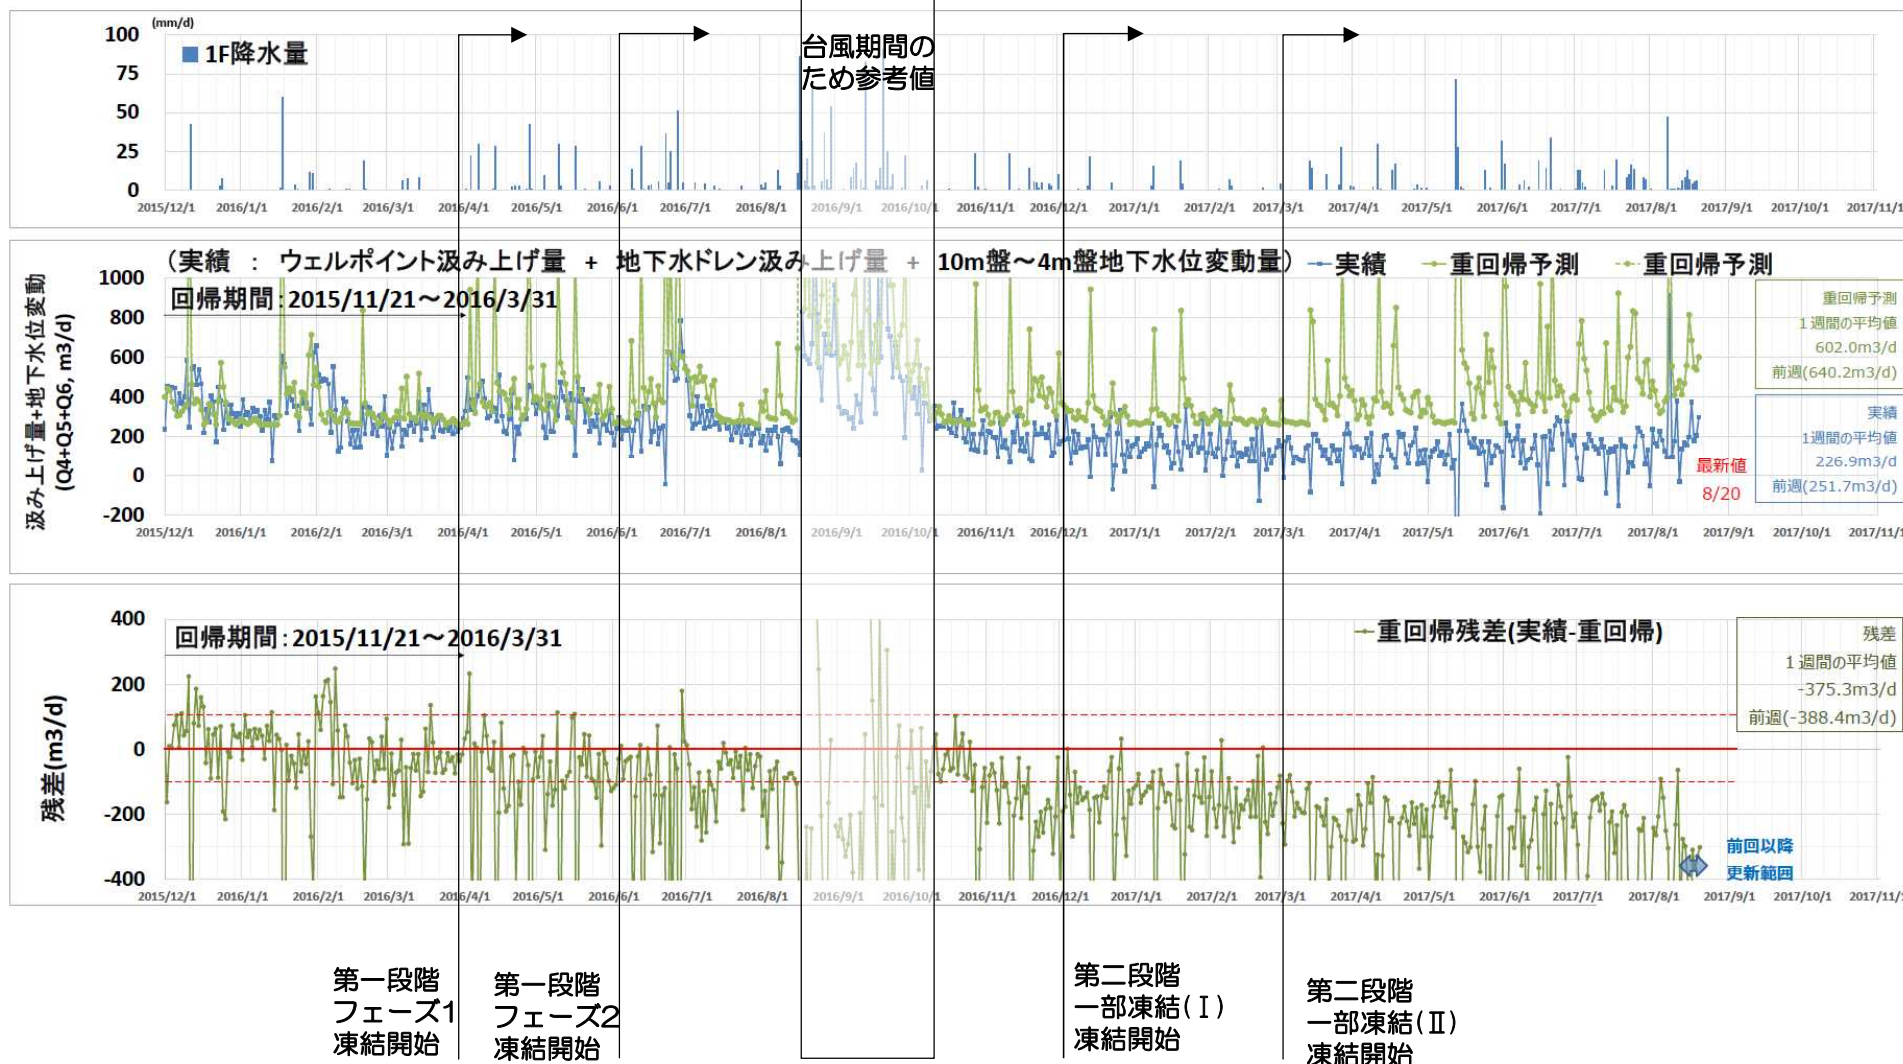 (mm/d)
100
75
50
25
0
1F降水量
台風期間の
ため参考値
2015/12/1 2016/1/1 2016/2/1 2016/3/1 2016/4/1 2016/5/1 2016/6/1 2016/7/1 2016/8/1 2016/9/1 2016/10/1 2016/11/1 2016/12/1 2017/1/1 2017/2/1 2017/3/1 2017/4/1 2017/5/1 2017/6/1 2017/7/1 2017/8/1 2017/9/1 2017/10/1 2017/11/1
(実績 : ウェルポイント汲み上げ量 + 地下水ドレン汲み上げ量 + 10m盤～4m盤地下水位変動量) 実績 重回帰予測 重回帰予測
回帰期間:2015/11/21～2016/3/31
汲み上げ量+地下水位変動
(Q4+Q5+Q6, m3/d)
1000
800
600
400
200
0
-200
重回帰予測
1週間の平均値
602.0m3/d
前週(640.2m3/d)
実績
1週間の平均値
226.9m3/d
前週(251.7m3/d)
最新値
8/20
2015/12/1 2016/1/1 2016/2/1 2016/3/1 2016/4/1 2016/5/1 2016/6/1 2016/7/1 2016/8/1 2016/9/1 2016/10/1 2016/11/1 2016/12/1 2017/1/1 2017/2/1 2017/3/1 2017/4/1 2017/5/1 2017/6/1 2017/7/1 2017/8/1 2017/9/1 2017/10/1 2017/11/1
残差(m3/d)
400
200
0
-200
-400
回帰期間:2015/11/21～2016/3/31
重回帰残差(実績-重回帰)
残差
1週間の平均値
-375.3m3/d
前週(-388.4m3/d)
前回以降
更新範囲
2015/12/1 2016/1/1 2016/2/1 2016/3/1 2016/4/1 2016/5/1 2016/6/1 2016/7/1 2016/8/1 2016/9/1 2016/10/1 2016/11/1 2016/12/1 2017/1/1 2017/2/1 2017/3/1 2017/4/1 2017/5/1 2017/6/1 2017/7/1 2017/8/1 2017/9/1 2017/10/1 2017/11/1
第一段階
フェーズ1
凍結開始
第一段階
フェーズ2
凍結開始
第二段階
一部凍結(Ⅰ)
凍結開始
第二段階
一部凍結(Ⅱ)
凍結開始